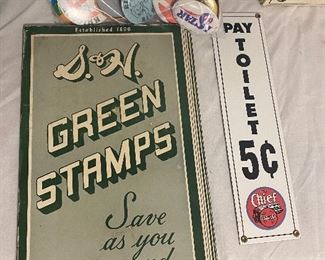 Established 1896
S.&H.
GREEN
STAMPS
Save
as you
PAY
TOILET
5¢
Chief